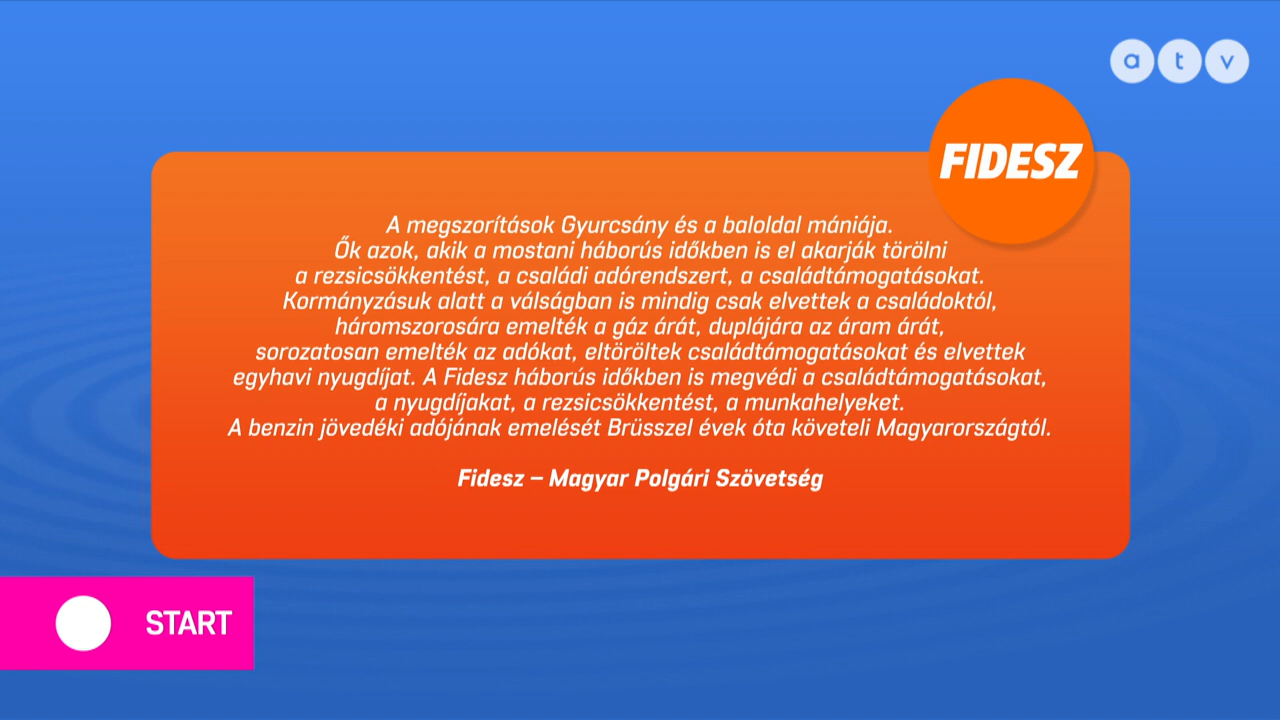 a t v
FIDESZ
A megszorítások Gyurcsány és a baloldal mániája.
Ők azok, akik a mostani háborús időkben is el akarják törölni
a rezsicsökkentést, a családi adórendszert, a családtámogatásokat.
Kormányzásuk alatt a válságban is mindig csak elvettek a családoktól,
háromszorosára emelték a gáz árát, duplájára az áram árát,
sorozatosan emelték az adókat, eltöröltek családtámogatásokat és elvettek
egyhavi nyugdíjat. A Fidesz háborús időkben is megvédi a családtámogatásokat,
a nyugdíjakat, a rezsicsökkentést, a munkahelyeket.
A benzin jövedéki adójának emelését Brüsszel évek óta követeli Magyarországtól.
Fidesz – Magyar Polgári Szövetség
START